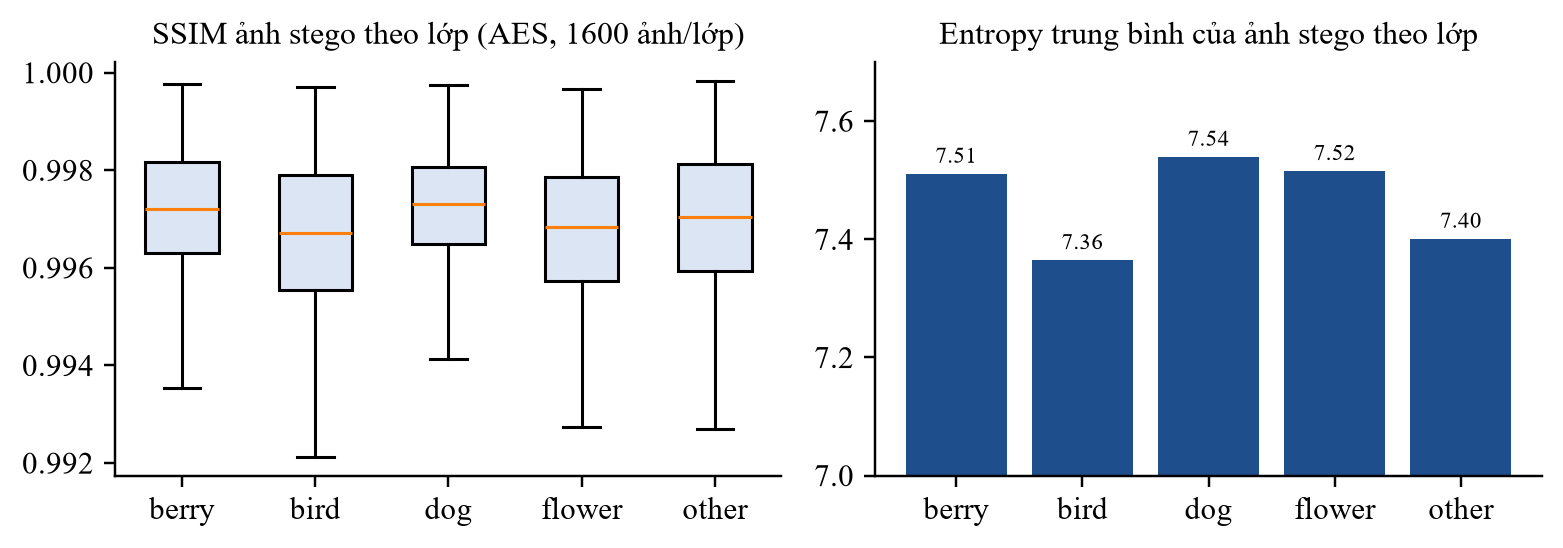 SSIM ảnh stego theo lớp (AES, 1600 ảnh/lớp)
1.000
0.998
0.996
0.994
0.992
berry bird dog flower other
Entropy trung bình của ảnh stego theo lớp
7.6
7.4
7.2
7.0
7.51 7.36 7.54 7.52 7.40
berry bird dog flower other